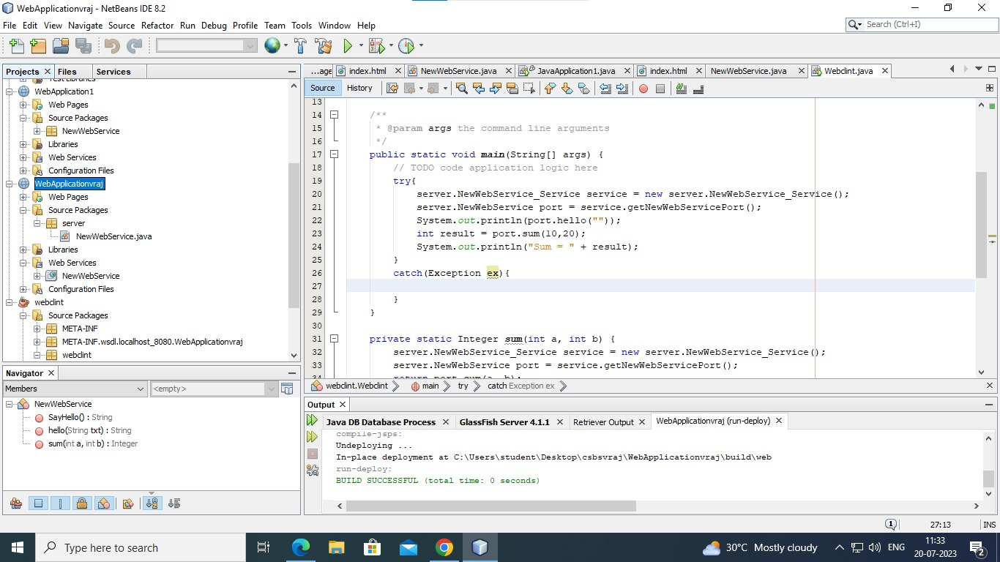 WebApplicationvraj - NetBeans IDE 8.2
File Edit View Navigate Source Refactor Run Debug Profile Team Tools Window Help
Search (Ctrl+I)
Projects Files Services
Test Libraries
WebApplication1
Web Pages
Source Packages
NewWebService
Libraries
Web Services
Configuration Files
WebApplicationvraj
Web Pages
Source Packages
server
NewWebService.java
Libraries
Web Services
NewWebService
Configuration Files
webclint
Source Packages
META-INF
META-INF.wsdl.localhost_8080.WebApplicationvraj
webclint
Navigator
Members <empty>
NewWebService
SayHello() : String
hello(String txt) : String
sum(int a, int b) : Integer
...age index.html NewWebService.java JavaApplication1.java index.html NewWebService.java Webclint.java
Source History
13
14 /**
15 * @param args the command line arguments
16 */
17 public static void main(String[] args) {
18 // TODO code application logic here
19 try{
20 server.NewWebService_Service service = new server.NewWebService_Service();
21 server.NewWebService port = service.getNewWebServicePort();
22 System.out.println(port.hello(""));
23 int result = port.sum(10,20);
24 System.out.println("Sum = " + result);
25 }
26 catch(Exception ex){
27
28 }
29 }
30
31 private static Integer sum(int a, int b) {
32 server.NewWebService_Service service = new server.NewWebService_Service();
33 server.NewWebService port = service.getNewWebServicePort();
34 return port.sum(a, b);
webclint.Webclint main try catch Exception ex
Output
Java DB Database Process GlassFish Server 4.1.1 Retriever Output WebApplicationvraj (run-deploy)
compile-jsps:
Undeploying ...
In-place deployment at C:\Users\student\Desktop\csbsvraj\WebApplicationvraj\build\web
run-deploy:
BUILD SUCCESSFUL (total time: 0 seconds)
1 27:13 INS
Type here to search
30°C Mostly cloudy ENG 11:33
20-07-2023 2